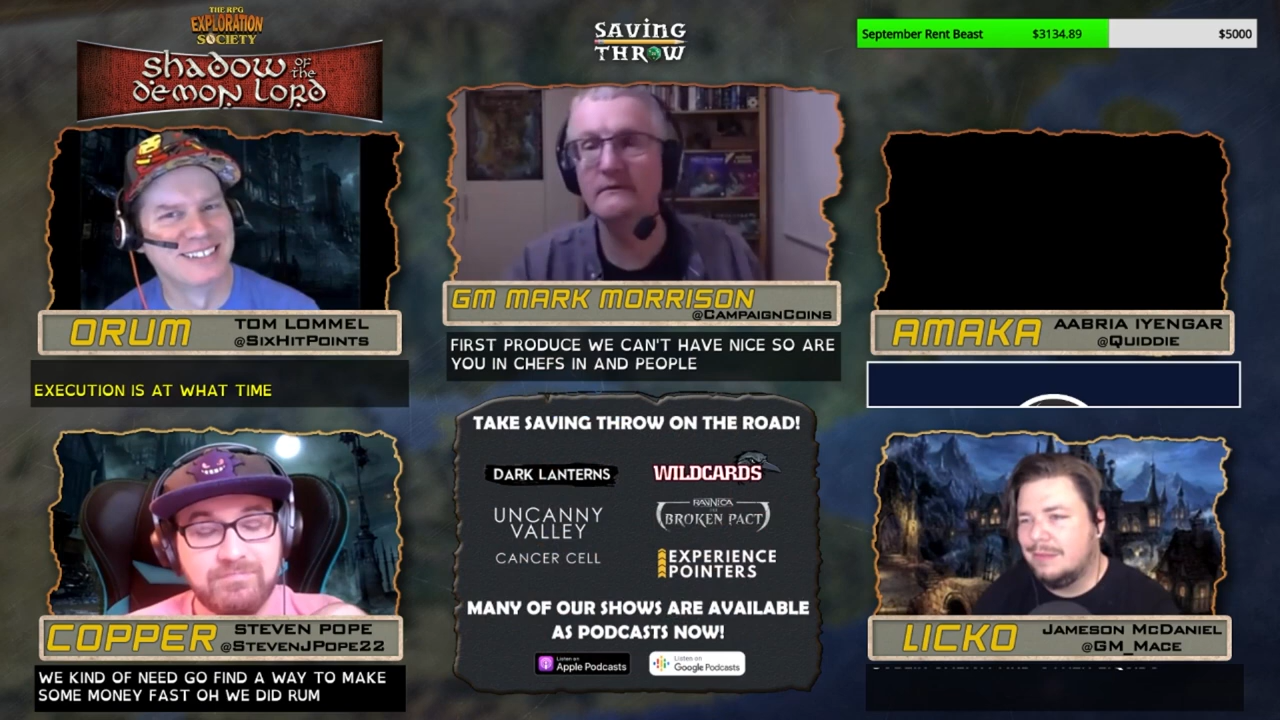 THE RPG
EXPLORATION
SOCIETY
SHADOW OF THE
DEMON LORD
SAVING
THROW
September Rent Beast $3134.89 $5000
ORUM
TOM LOMMEL
@SIXHITPOINTS
EXECUTION IS AT WHAT TIME
GM MARK MORRISON
@CAMPAIGNCOINS
FIRST PRODUCE WE CAN'T HAVE NICE SO ARE
YOU IN CHEFS IN AND PEOPLE
AMAKA
AABRIA IYENGAR
@QUIDDIE
COPPER
STEVEN POPE
@STEVENJPOPE22
WE KIND OF NEED GO FIND A WAY TO MAKE
SOME MONEY FAST OH WE DID RUM
TAKE SAVING THROW ON THE ROAD!
DARK LANTERNS
WILDCARDS
UNCANNY
VALLEY
RAVNICA
BROKEN PACT
CANCER CELL
EXPERIENCE
POINTERS
MANY OF OUR SHOWS ARE AVAILABLE
AS PODCASTS NOW!
Listen on
Apple Podcasts
Listen on
Google Podcasts
LICKO
JAMESON MCDANIEL
@GM_MACE